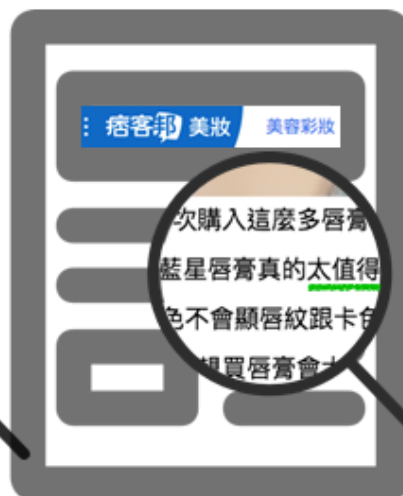 痞客邦 美妝 美容彩妝
次購入這麼多唇膏
藍星唇膏真的太值得
色不會顯唇紋跟卡色
想買唇膏會